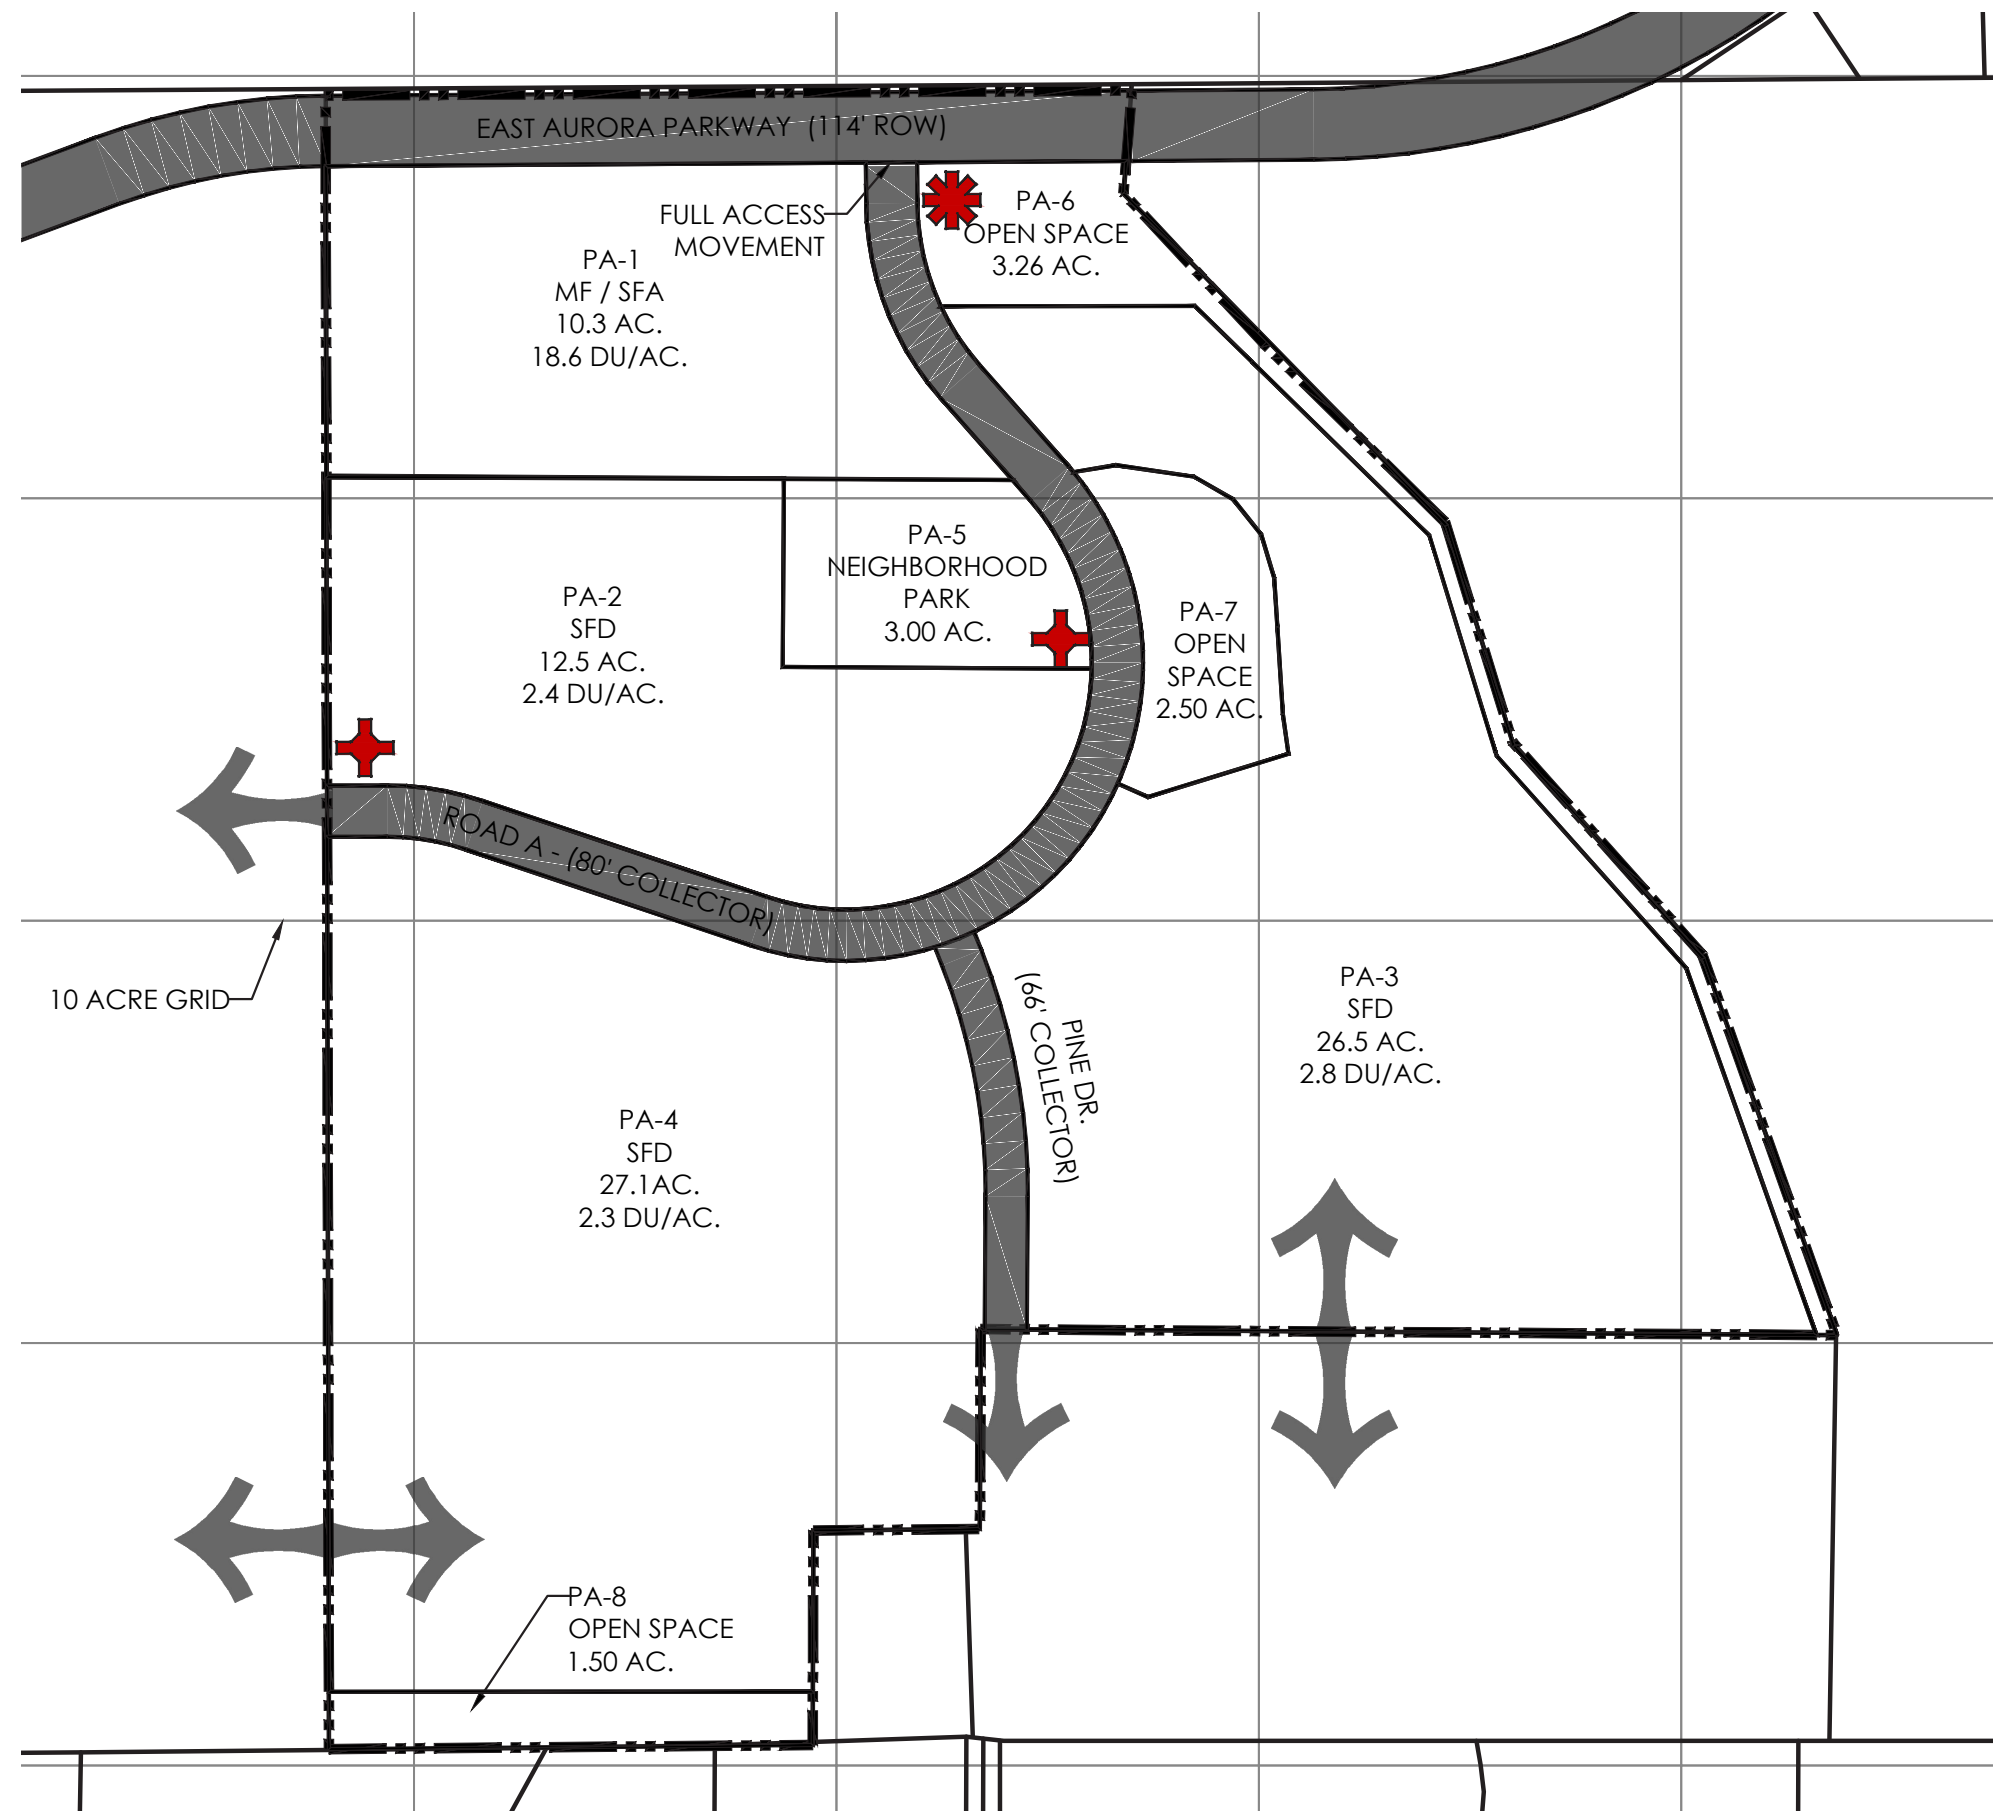 EAST AURORA PARKWAY (114' ROW)
FULL ACCESS
MOVEMENT
PA-6
OPEN SPACE
3.26 AC.
PA-1
MF / SFA
10.3 AC.
18.6 DU/AC.
PA-5
NEIGHBORHOOD
PARK
3.00 AC.
PA-2
SFD
12.5 AC.
2.4 DU/AC.
PA-7
OPEN
SPACE
2.50 AC.
ROAD A - (80' COLLECTOR)
10 ACRE GRID
PINE DR.
(66' COLLECTOR)
PA-3
SFD
26.5 AC.
2.8 DU/AC.
PA-4
SFD
27.1AC.
2.3 DU/AC.
PA-8
OPEN SPACE
1.50 AC.